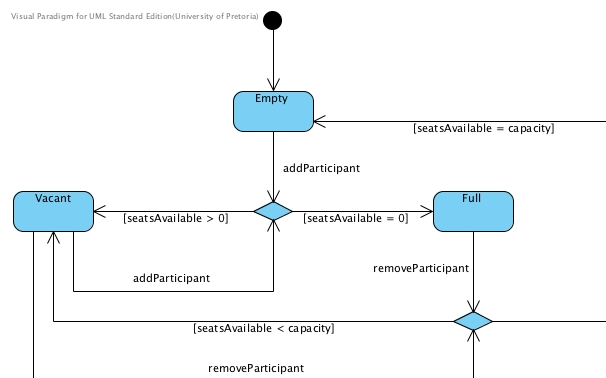 Visual Paradigm for UML Standard Edition(University of Pretoria)
Empty
[seatsAvailable = capacity]
addParticipant
Vacant
Full
[seatsAvailable > 0]
[seatsAvailable = 0]
removeParticipant
addParticipant
[seatsAvailable < capacity]
removeParticipant